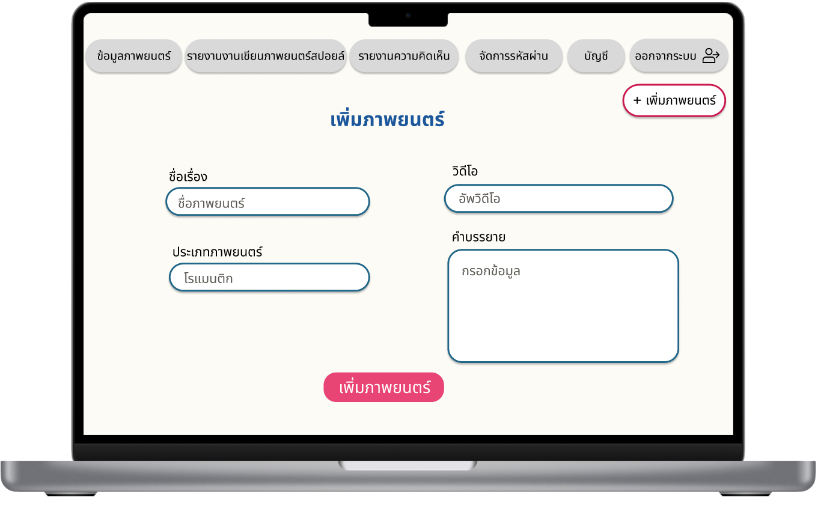 ข้อมูลภาพยนตร์ รายงานงานเขียนภาพยนตร์สปอยล์ รายงานความคิดเห็น จัดการรหัสผ่าน บัญชี ออกจากระบบ
+ เพิ่มภาพยนตร์
เพิ่มภาพยนตร์
ชื่อเรื่อง
ชื่อภาพยนตร์
ประเภทภาพยนตร์
โรแมนติก
วิดีโอ
อัพวิดีโอ
คำบรรยาย
กรอกข้อมูล
เพิ่มภาพยนตร์